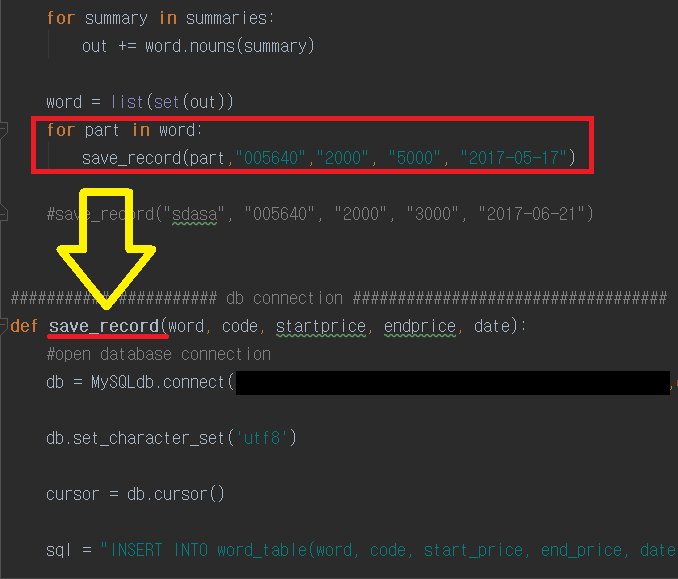 for summary in summaries:
out += word.nouns(summary)
word = list(set(out))
for part in word:
save_record(part,"005640","2000", "5000", "2017-05-17")
#save_record("sdasa", "005640", "2000", "3000", "2017-06-21")
####################### db connection ###################################
def save_record(word, code, startprice, endprice, date):
#open database connection
db = MySQLdb.connect(
db.set_character_set('utf8')
cursor = db.cursor()
sql = "INSERT INTO word_table(word, code, start_price, end_price, date